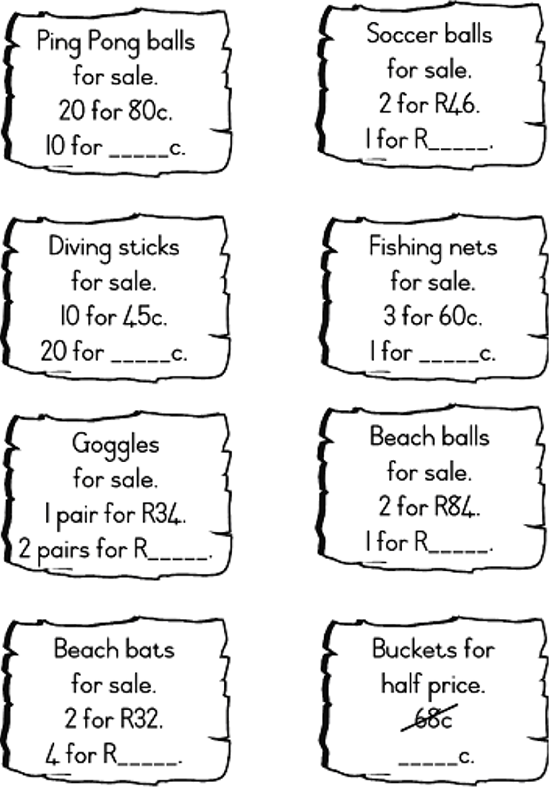 Ping Pong balls
for sale.
20 for 80c.
10 for _____c.
Soccer balls
for sale.
2 for R46.
1 for R_____.
Diving sticks
for sale.
10 for 45c.
20 for _____c.
Fishing nets
for sale.
3 for 60c.
1 for _____c.
Goggles
for sale.
1 pair for R34.
2 pairs for R_____.
Beach balls
for sale.
2 for R84.
1 for R_____.
Beach bats
for sale.
2 for R32.
4 for R_____.
Buckets for
half price.
68c
_____c.